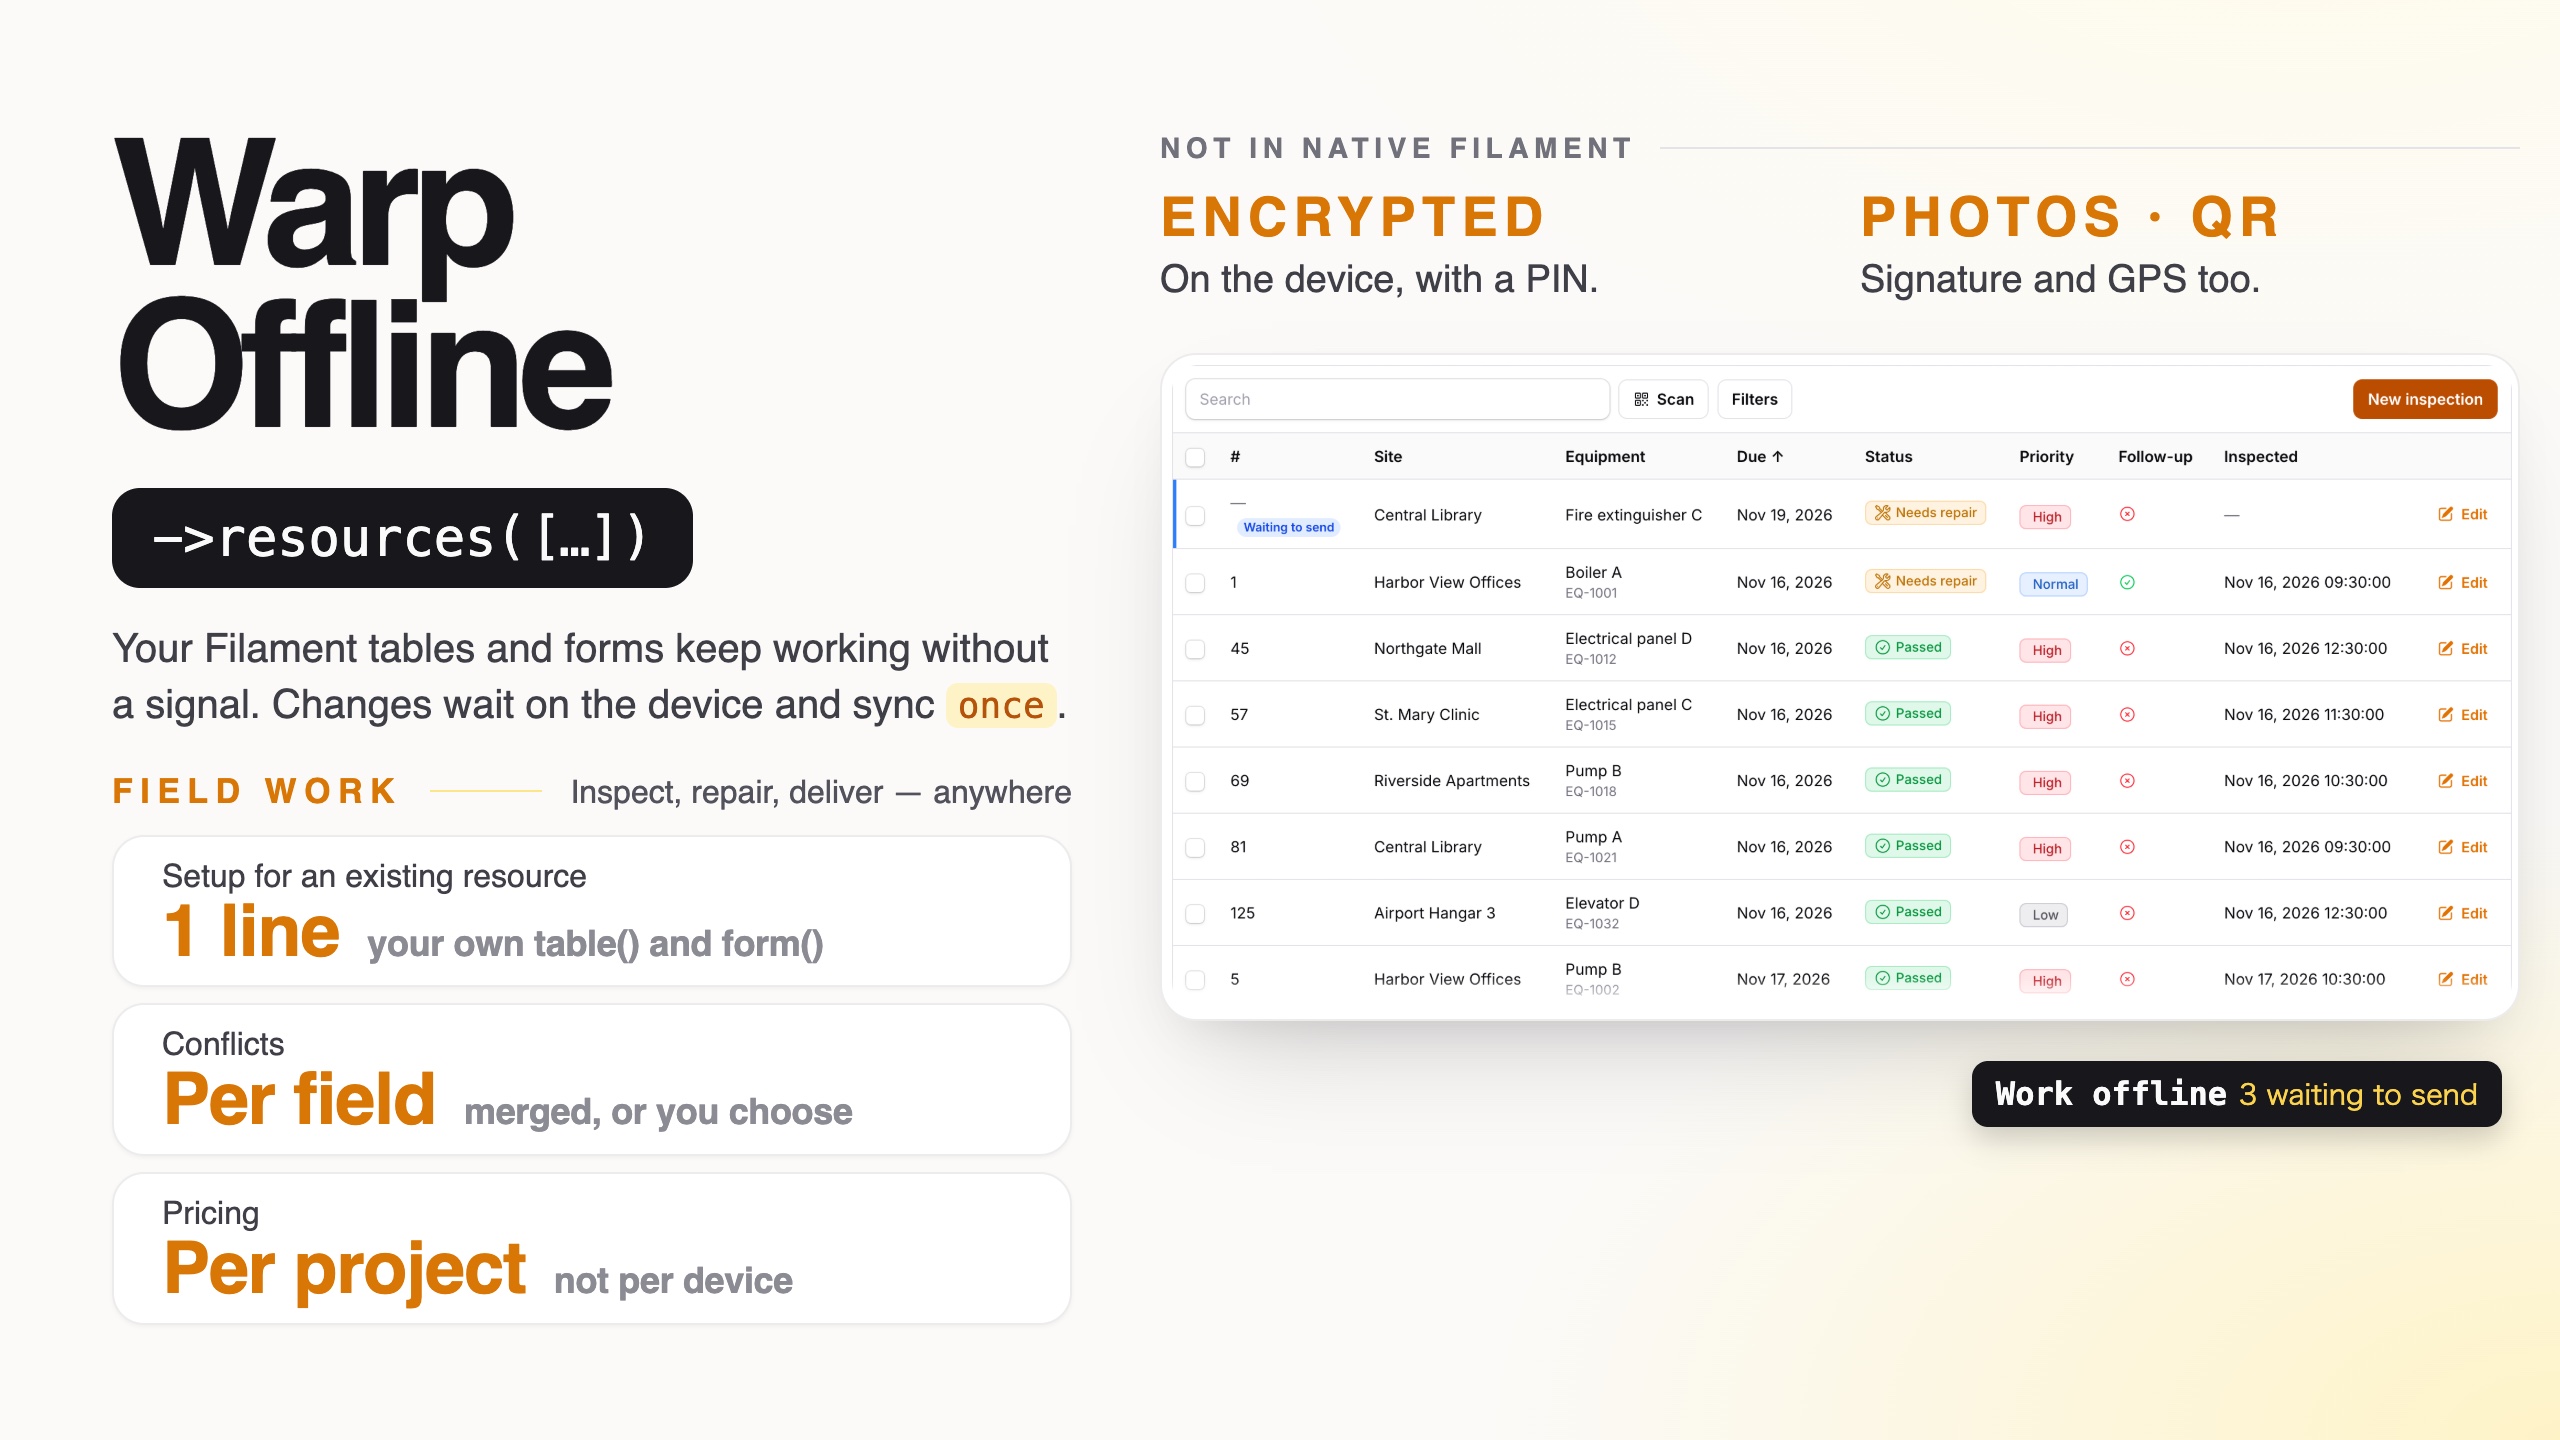 Warp
Offline
->resources([…])
Your Filament tables and forms keep working without
a signal. Changes wait on the device and sync once.
FIELD WORK Inspect, repair, deliver — anywhere
Setup for an existing resource
1 line your own table() and form()
Conflicts
Per field merged, or you choose
Pricing
Per project not per device
NOT IN NATIVE FILAMENT
ENCRYPTED
On the device, with a PIN.
PHOTOS · QR
Signature and GPS too.
Search Scan Filters New inspection
# Site Equipment Due ↑ Status Priority Follow-up Inspected
— Central Library Fire extinguisher C Nov 19, 2026 Needs repair High — Edit
Waiting to send
1 Harbor View Offices Boiler A Nov 16, 2026 Needs repair Normal Nov 16, 2026 09:30:00 Edit
EQ-1001
45 Northgate Mall Electrical panel D Nov 16, 2026 Passed High Nov 16, 2026 12:30:00 Edit
EQ-1012
57 St. Mary Clinic Electrical panel C Nov 16, 2026 Passed High Nov 16, 2026 11:30:00 Edit
EQ-1015
69 Riverside Apartments Pump B Nov 16, 2026 Passed High Nov 16, 2026 10:30:00 Edit
EQ-1018
81 Central Library Pump A Nov 16, 2026 Passed High Nov 16, 2026 09:30:00 Edit
EQ-1021
125 Airport Hangar 3 Elevator D Nov 16, 2026 Passed Low Nov 16, 2026 12:30:00 Edit
EQ-1032
5 Harbor View Offices Pump B Nov 17, 2026 Passed High Nov 17, 2026 10:30:00 Edit
EQ-1002
Work offline 3 waiting to send